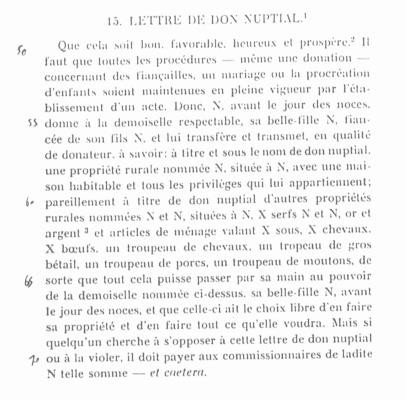 15. LETTRE DE DON NUPTIAL.¹
50 Que cela soit bon, favorable, heureux et prospère.² Il
faut que toutes les procédures — même une donation —
concernant des fiançailles, un mariage ou la procréation
d'enfants soient maintenues en pleine vigueur par l'éta-
blissement d'un acte. Donc, N, avant le jour des noces,
55 donne à la demoiselle respectable, sa belle-fille N, fian-
cée de son fils N, et lui transfère et transmet, en qualité
de donateur, à savoir: à titre et sous le nom de don nuptial,
une propriété rurale nommée N, située à N, avec une mai-
son habitable et tous les privilèges qui lui appartiennent;
60 pareillement à titre de don nuptial d'autres propriétés
rurales nommées N et N, situées à N, X serfs N et N, or et
argent ³ et articles de ménage valant X sous, X chevaux,
X bœufs, un troupeau de chevaux, un tropeau de gros
bétail, un troupeau de porcs, un troupeau de moutons, de
65 sorte que tout cela puisse passer par sa main au pouvoir
de la demoiselle nommée ci-dessus, sa belle-fille N, avant
le jour des noces, et que celle-ci ait le choix libre d'en faire
sa propriété et d'en faire tout ce qu'elle voudra. Mais si
quelqu'un cherche à s'opposer à cette lettre de don nuptial
70 ou à la violer, il doit payer aux commissionnaires de ladite
N telle somme — et caetera.